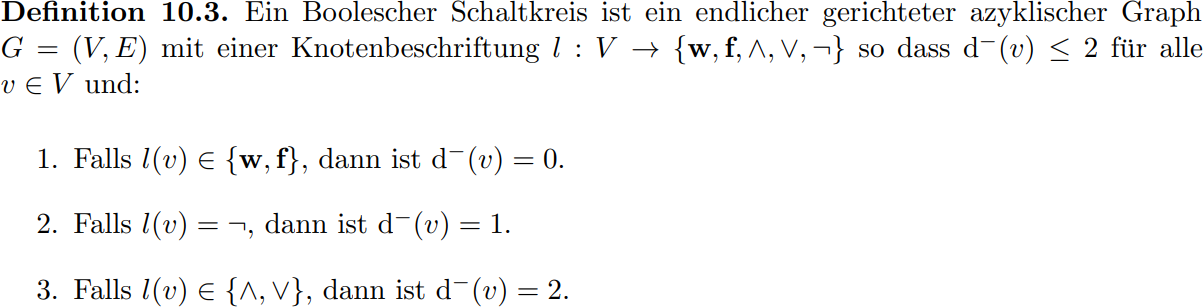 Definition 10.3. Ein Boolescher Schaltkreis ist ein endlicher gerichteter azyklischer Graph
G = (V, E) mit einer Knotenbeschriftung l : V → {w, f, ∧, ∨, ¬} so dass d⁻(v) ≤ 2 für alle
v ∈ V und:
1. Falls l(v) ∈ {w, f}, dann ist d⁻(v) = 0.
2. Falls l(v) = ¬, dann ist d⁻(v) = 1.
3. Falls l(v) ∈ {∧, ∨}, dann ist d⁻(v) = 2.